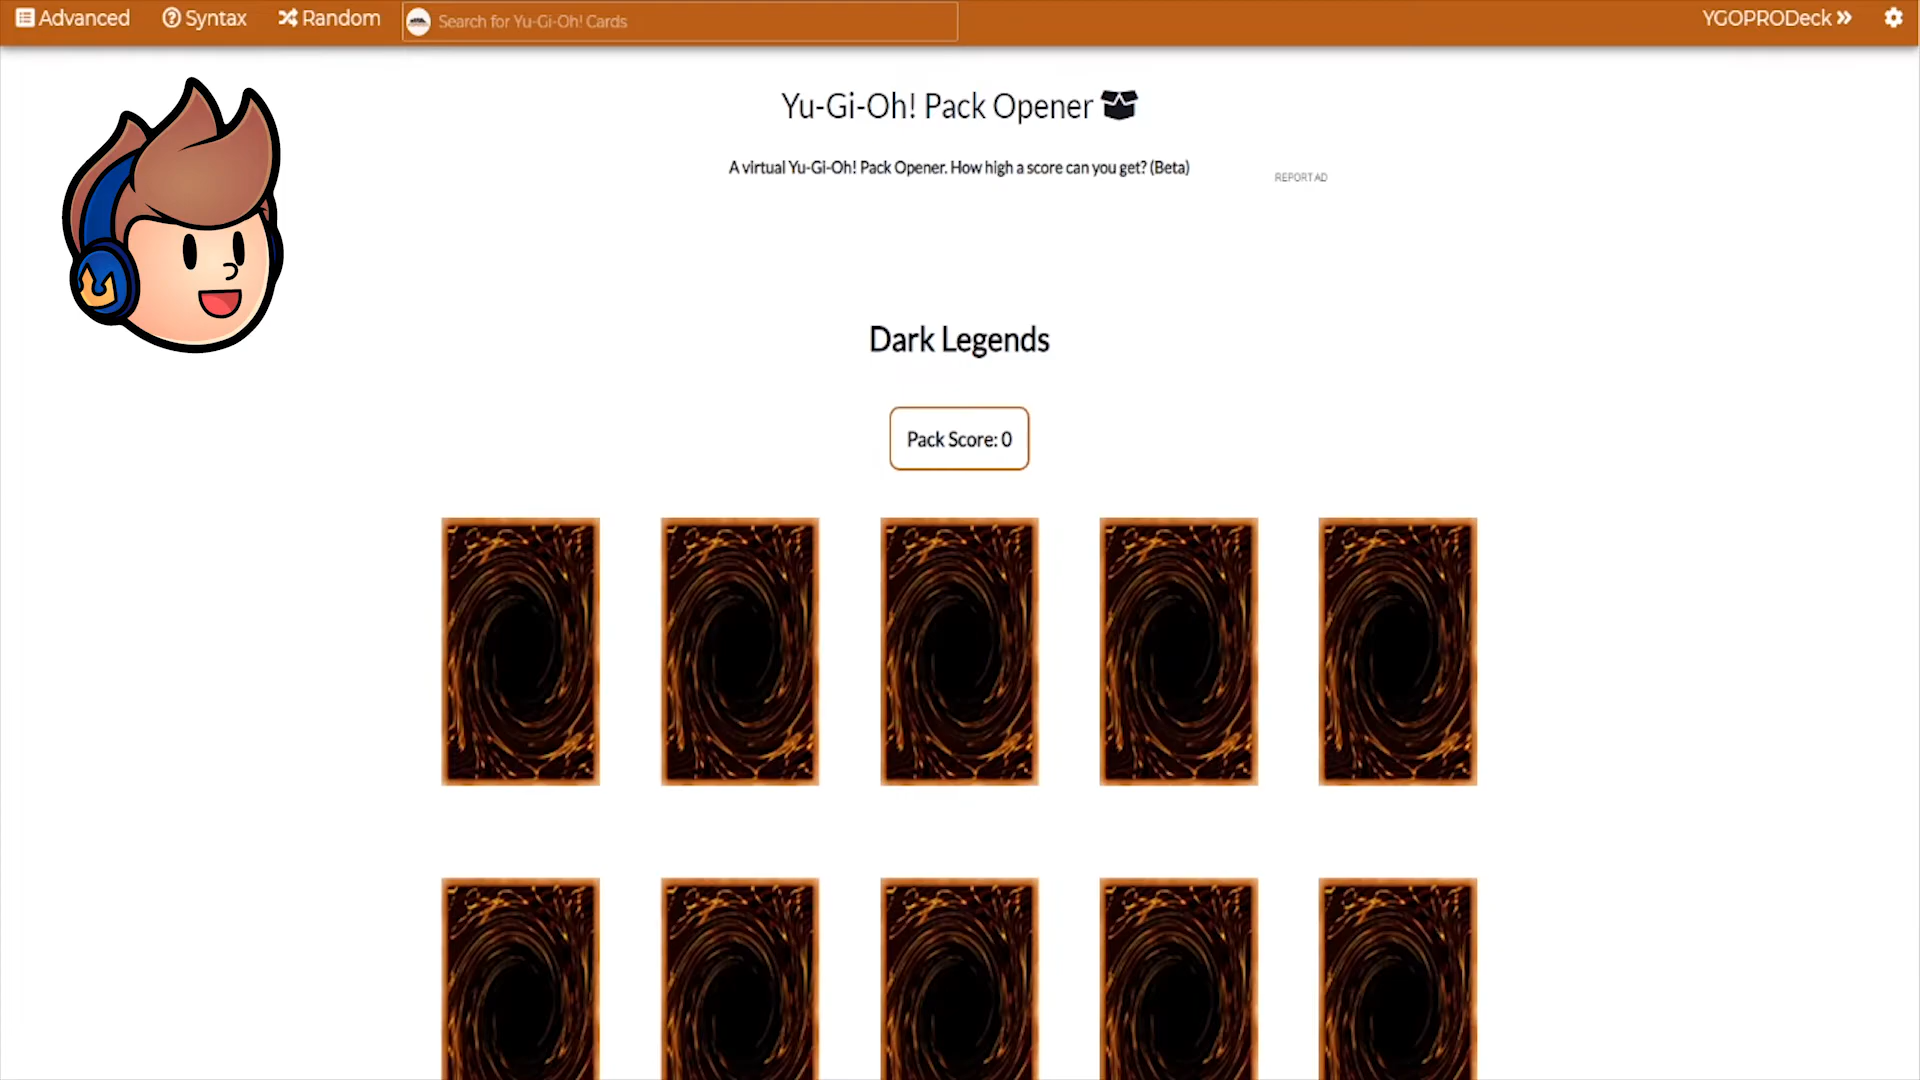 Advanced
Syntax
Random
Search for Yu-Gi-Oh! Cards
YGOPRODeck
Yu-Gi-Oh! Pack Opener
A virtual Yu-Gi-Oh! Pack Opener. How high a score can you get? (Beta)
REPORT AD
Dark Legends
Pack Score: 0